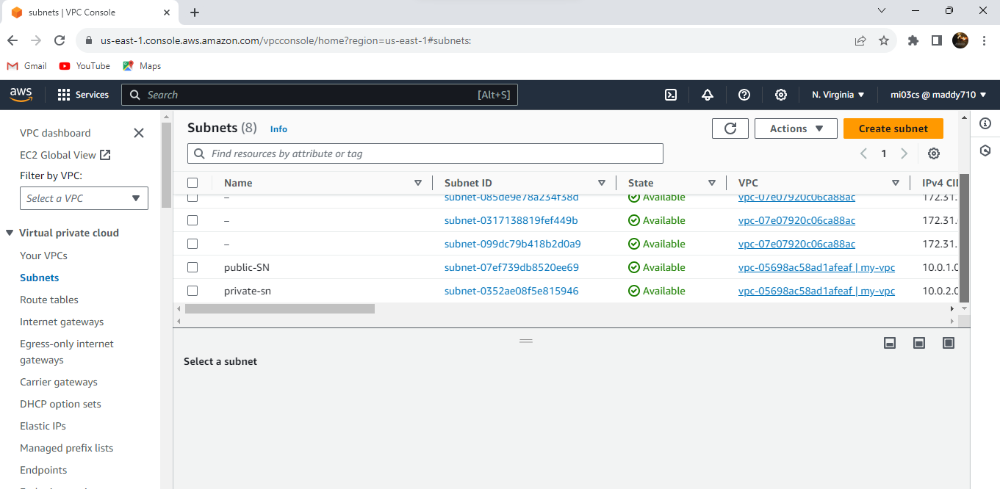 subnets | VPC Console
us-east-1.console.aws.amazon.com/vpcconsole/home?region=us-east-1#subnets:
Gmail YouTube Maps
aws Services Search [Alt+S] N. Virginia mi03cs @ maddy710
VPC dashboard
EC2 Global View
Filter by VPC:
Select a VPC
Virtual private cloud
Your VPCs
Subnets
Route tables
Internet gateways
Egress-only internet
gateways
Carrier gateways
DHCP option sets
Elastic IPs
Managed prefix lists
Endpoints
Subnets (8) Info Actions Create subnet
Find resources by attribute or tag 1
Name Subnet ID State VPC IPv4 CI
– subnet-085de9e78a234f38d Available vpc-07e07920c06ca88ac 172.31.
– subnet-0317138819fef449b Available vpc-07e07920c06ca88ac 172.31.
– subnet-099dc79b418b2d0a9 Available vpc-07e07920c06ca88ac 172.31.
public-SN subnet-07ef739db8520ee69 Available vpc-05698ac58ad1afeaf | my-vpc 10.0.1.0
private-sn subnet-0352ae08f5e815946 Available vpc-05698ac58ad1afeaf | my-vpc 10.0.2.0
Select a subnet